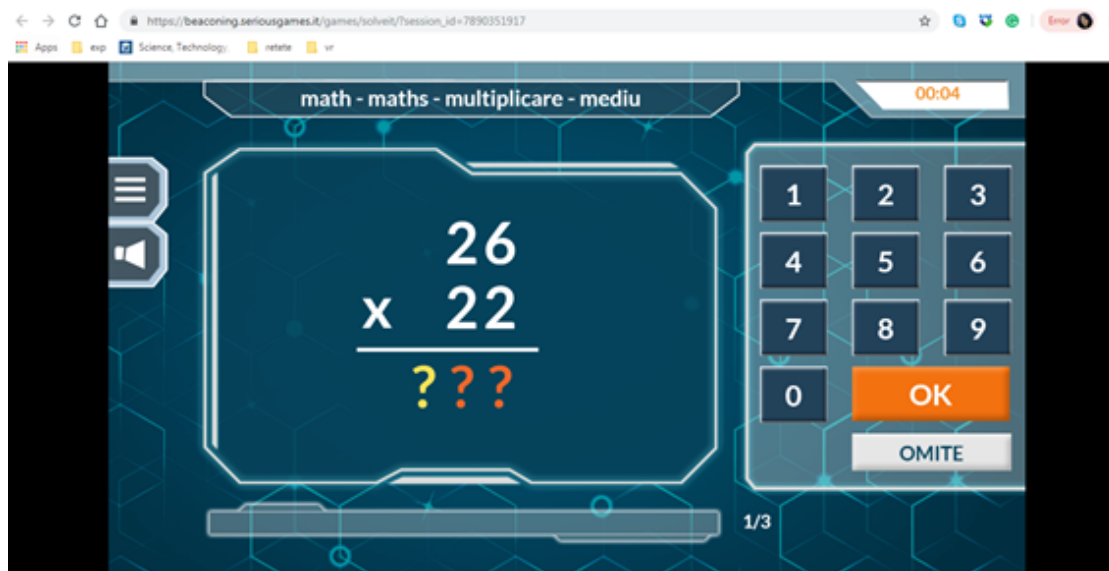 https://beaconing.seriousgames.it/games/solveit/?session_id=7890351917
Error
Apps exp Science, Technology. retete vr
math - maths - multiplicare - mediu
00:04
26
x 22
???
1 2 3
4 5 6
7 8 9
0 OK
OMITE
1/3